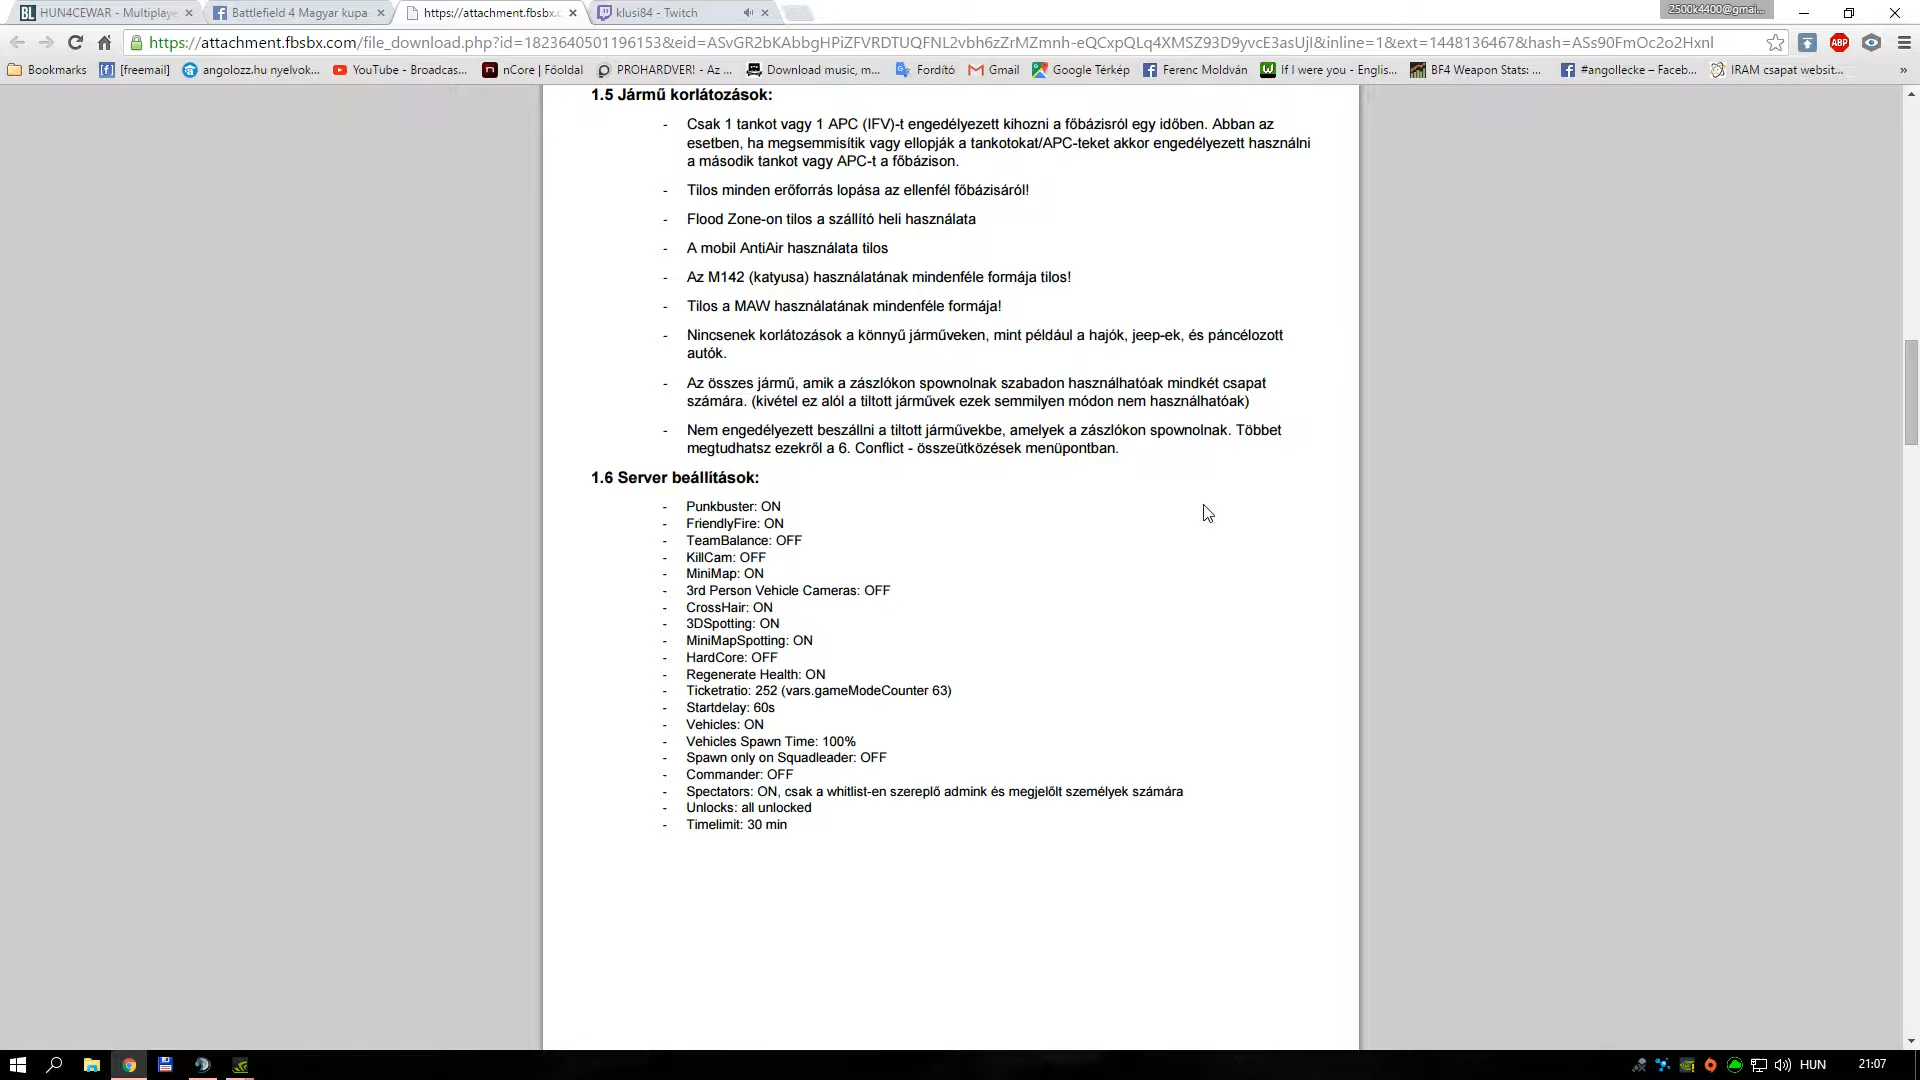 HUN4CEWAR - Multiplaye
Battlefield 4 Magyar kupa
https://attachment.fbsbx.c
klusi84 - Twitch
2500k4400@gmai...
https://attachment.fbsbx.com/file_download.php?id=1823640501196153&eid=ASvGR2bKAbbgHPiZFVRDTUQFNL2vbh6zZrMZmnh-eQCxpQLq4XMSZ93D9yvcE3asUjI&inline=1&ext=1448136467&hash=ASs90FmOc2o2Hxnl
ABP
Bookmarks
[freemail]
angolozz.hu nyelvok...
YouTube - Broadcas...
nCore | Főoldal
PROHARDVER! - Az ...
Download music, m...
Fordító
Gmail
Google Térkép
Ferenc Moldván
If I were you - Englis...
BF4 Weapon Stats: ...
#angollecke – Faceb...
IRAM csapat websit...
»
1.5 Jármű korlátozások:
- Csak 1 tankot vagy 1 APC (IFV)-t engedélyezett kihozni a főbázisról egy időben. Abban az
esetben, ha megsemmisítik vagy ellopják a tankotokat/APC-teket akkor engedélyezett használni
a második tankot vagy APC-t a főbázison.
- Tilos minden erőforrás lopása az ellenfél főbázisáról!
- Flood Zone-on tilos a szállító heli használata
- A mobil AntiAir használata tilos
- Az M142 (katyusa) használatának mindenféle formája tilos!
- Tilos a MAW használatának mindenféle formája!
- Nincsenek korlátozások a könnyű járműveken, mint például a hajók, jeep-ek, és páncélozott
autók.
- Az összes jármű, amik a zászlókon spownolnak szabadon használhatóak mindkét csapat
számára. (kivétel ez alól a tiltott járművek ezek semmilyen módon nem használhatóak)
- Nem engedélyezett beszállni a tiltott járművekbe, amelyek a zászlókon spownolnak. Többet
megtudhatsz ezekről a 6. Conflict - összeütközések menüpontban.
1.6 Server beállítások:
- Punkbuster: ON
- FriendlyFire: ON
- TeamBalance: OFF
- KillCam: OFF
- MiniMap: ON
- 3rd Person Vehicle Cameras: OFF
- CrossHair: ON
- 3DSpotting: ON
- MiniMapSpotting: ON
- HardCore: OFF
- Regenerate Health: ON
- Ticketratio: 252 (vars.gameModeCounter 63)
- Startdelay: 60s
- Vehicles: ON
- Vehicles Spawn Time: 100%
- Spawn only on Squadleader: OFF
- Commander: OFF
- Spectators: ON, csak a whitlist-en szereplő admink és megjelőlt személyek számára
- Unlocks: all unlocked
- Timelimit: 30 min
HUN
21:07